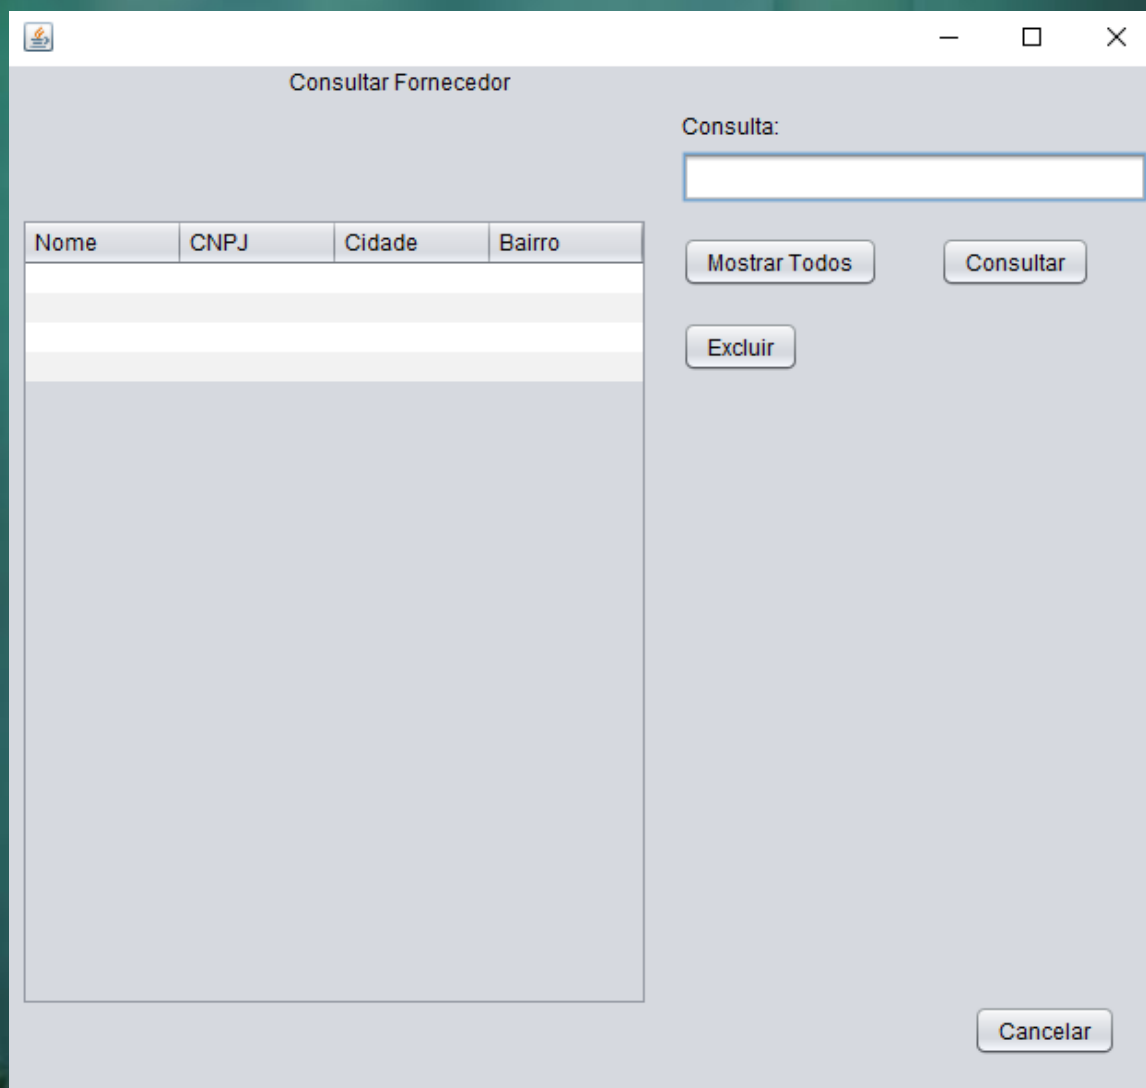 Consultar Fornecedor
Consulta:
Nome CNPJ Cidade Bairro
Mostrar Todos Consultar
Excluir
Cancelar